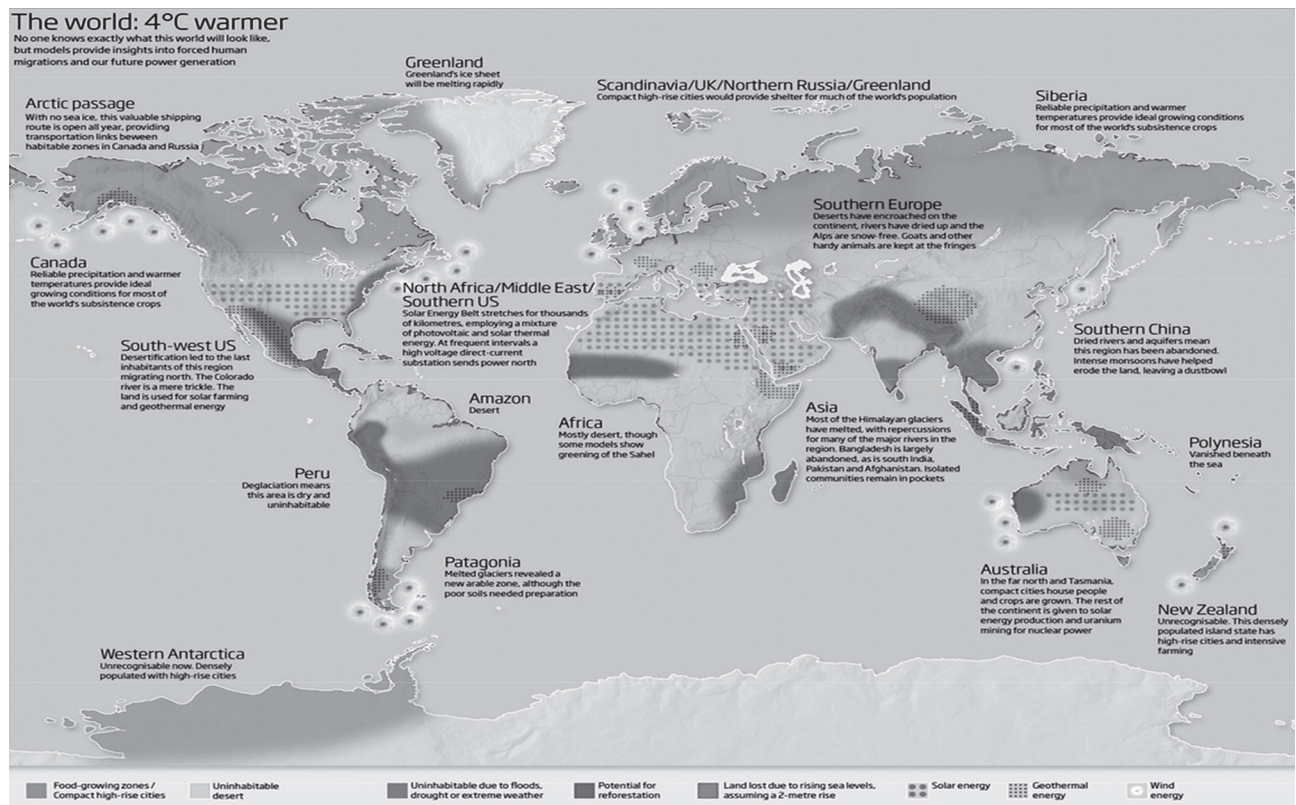 The world: 4°C warmer
No one knows exactly what this world will look like,
but models provide insights into forced human
migrations and our future power generation
Greenland
Greenland's ice sheet
will be melting rapidly
Scandinavia/UK/Northern Russia/Greenland
Compact high-rise cities would provide shelter for much of the world's population
Siberia
Reliable precipitation and warmer
temperatures provide ideal growing conditions
for most of the world's subsistence crops
Arctic passage
With no sea ice, this valuable shipping
route is open all year, providing
transportation links beween
habitable zones in Canada and Russia
Southern Europe
Deserts have encroached on the
continent, rivers have dried up and the
Alps are snow-free. Goats and other
hardy animals are kept at the fringes
Canada
Reliable precipitation and warmer
temperatures provide ideal
growing conditions for most of
the world's subsistence crops
North Africa/Middle East/
Southern US
Solar Energy Belt stretches for thousands
of kilometres, employing a mixture
of photovoltaic and solar thermal
energy. At frequent intervals a
high voltage direct-current
substation sends power north
Southern China
Dried rivers and aquifers mean
this region has been abandoned.
Intense monsoons have helped
erode the land, leaving a dustbowl
South-west US
Desertification led to the last
inhabitants of this region
migrating north. The Colorado
river is a mere trickle. The
land is used for solar farming
and geothermal energy
Amazon
Desert
Africa
Mostly desert, though
some models show
greening of the Sahel
Asia
Most of the Himalayan glaciers
have melted, with repercussions
for many of the major rivers in the
region. Bangladesh is largely
abandoned, as is south India,
Pakistan and Afghanistan. Isolated
communities remain in pockets
Polynesia
Vanished beneath
the sea
Peru
Deglaciation means
this area is dry and
uninhabitable
Patagonia
Melted glaciers revealed a
new arable zone, although the
poor soils needed preparation
Australia
In the far north and Tasmania,
compact cities house people
and crops are grown. The rest of
the continent is given to solar
energy production and uranium
mining for nuclear power
New Zealand
Unrecognisable. This densely
populated island state has
high-rise cities and intensive
farming
Western Antarctica
Unrecognisable now. Densely
populated with high-rise cities
Food-growing zones /
Compact high-rise cities
Uninhabitable
desert
Uninhabitable due to floods,
drought or extreme weather
Potential for
reforestation
Land lost due to rising sea levels,
assuming a 2-metre rise
Solar energy
Geothermal
energy
Wind
energy